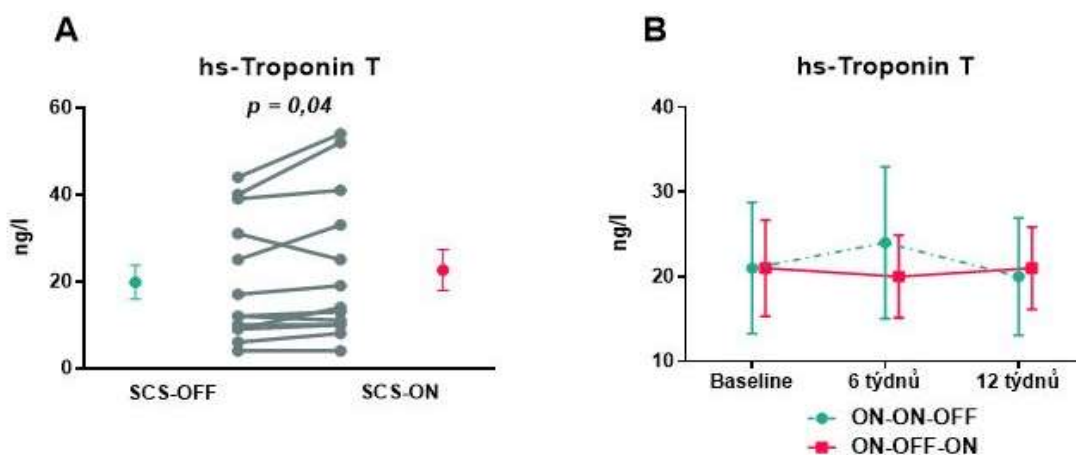 A
hs-Troponin T
p = 0,04
60
40
20
0
ng/l
SCS-OFF
SCS-ON
B
hs-Troponin T
40
30
20
10
ng/l
Baseline
6 týdnů
12 týdnů
ON-ON-OFF
ON-OFF-ON